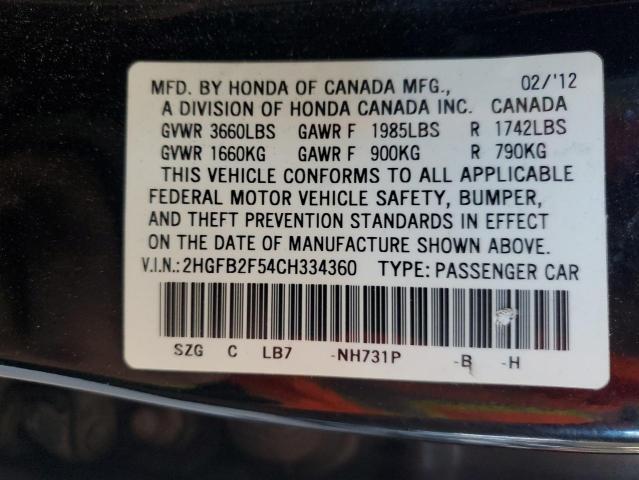 MFD. BY HONDA OF CANADA MFG., 02/'12
A DIVISION OF HONDA CANADA INC. CANADA
GVWR 3660LBS GAWR F 1985LBS R 1742LBS
GVWR 1660KG GAWR F 900KG R 790KG
THIS VEHICLE CONFORMS TO ALL APPLICABLE
FEDERAL MOTOR VEHICLE SAFETY, BUMPER,
AND THEFT PREVENTION STANDARDS IN EFFECT
ON THE DATE OF MANUFACTURE SHOWN ABOVE.
V.I.N.:2HGFB2F54CH334360 TYPE: PASSENGER CAR
SZG C LB7 -NH731P -B -H